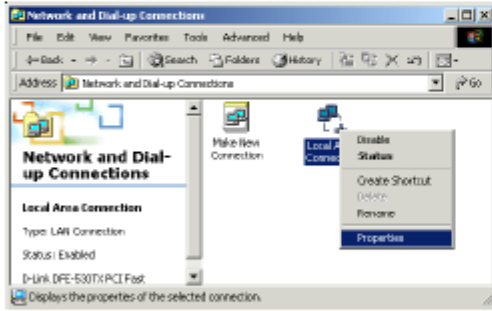 Network and Dial-up Connections
File Edit View Favorites Tools Advanced Help
Back Search Folders History
Address Network and Dial-up Connections Go
Network and Dial-up Connections
Local Area Connection
Type: LAN Connection
Status: Enabled
D-Link DFE-530TX PCI Fast
Make New Connection
Local A
Connec
Disable
Status
Create Shortcut
Delete
Rename
Properties
Displays the properties of the selected connection.